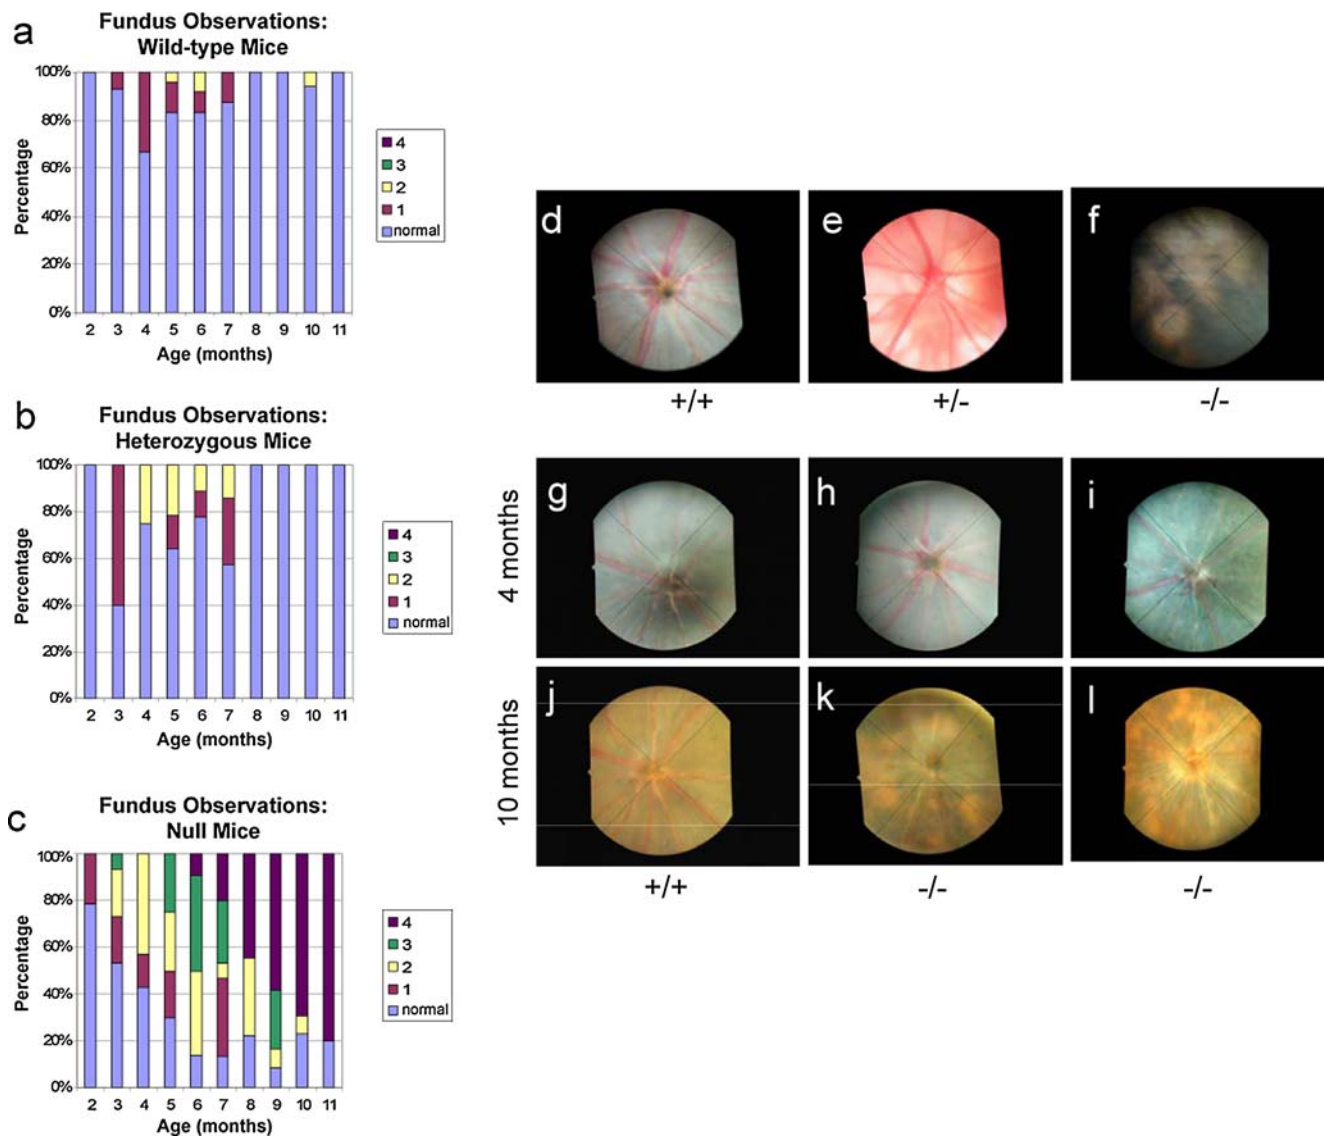 a
Fundus Observations:
Wild-type Mice
100%
80%
60%
40%
20%
0%
Percentage
2 3 4 5 6 7 8 9 10 11
Age (months)
4
3
2
1
normal
b
Fundus Observations:
Heterozygous Mice
100%
80%
60%
40%
20%
0%
Percentage
2 3 4 5 6 7 8 9 10 11
Age (months)
4
3
2
1
normal
c
Fundus Observations:
Null Mice
100%
80%
60%
40%
20%
0%
Percentage
2 3 4 5 6 7 8 9 10 11
Age (months)
4
3
2
1
normal
d e f
+/+ +/- -/-
4 months
g h i
10 months
j k l
+/+ -/- -/-